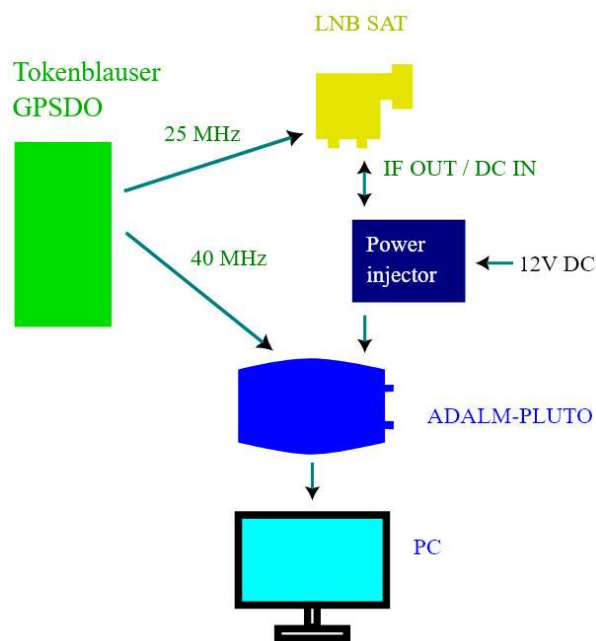 LNB SAT
Tokenblauser
GPSDO
25 MHz
IF OUT / DC IN
40 MHz
Power
injector
12V DC
ADALM-PLUTO
PC